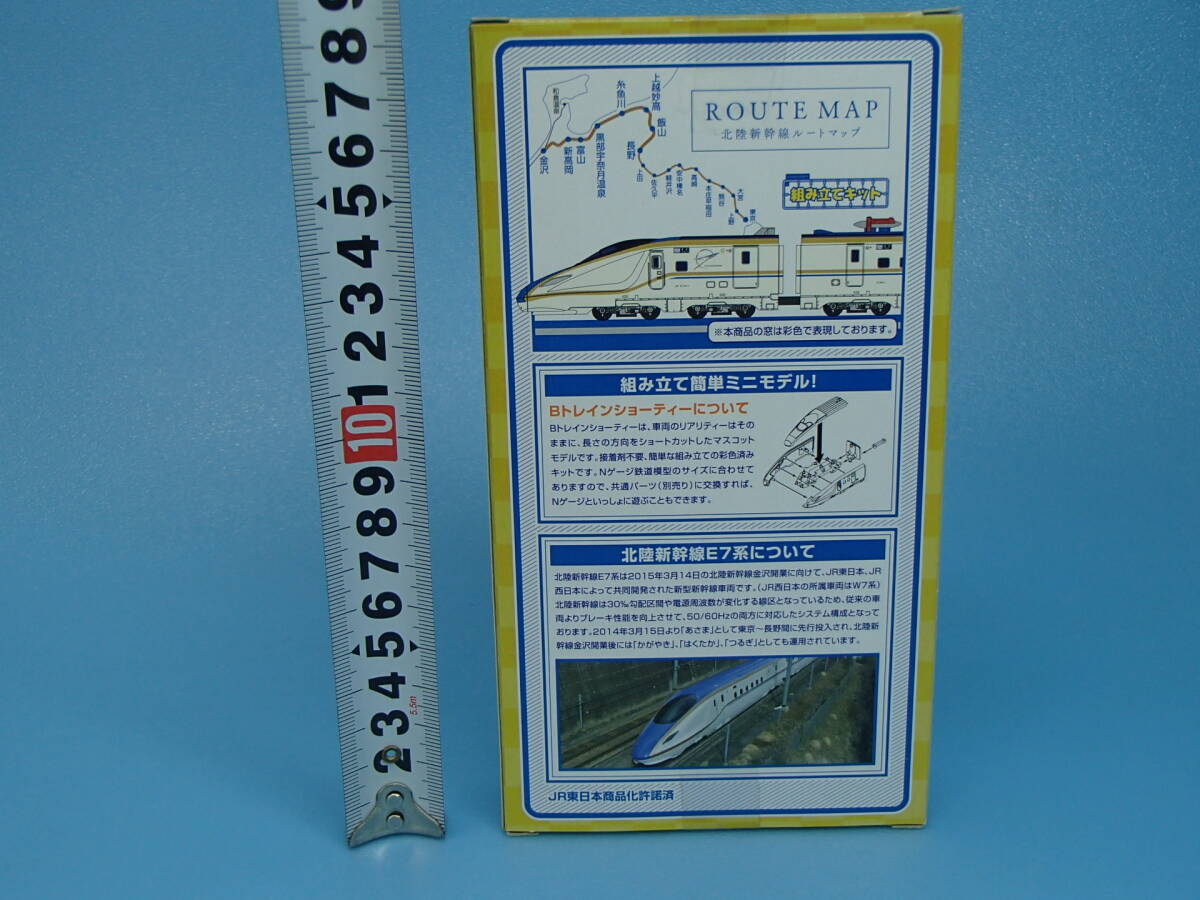 ROUTE MAP
北陸新幹線ルートマップ
和倉温泉
金沢
新高岡
富山
黒部宇奈月温泉
糸魚川
上越妙高
飯山
長野
上田
佐久平
軽井沢
安中榛名
高崎
本庄早稲田
熊谷
大宮
上野
東京
組み立てキット
※本商品の窓は彩色で表現しております。
組み立て簡単ミニモデル!
Bトレインショーティーについて
Bトレインショーティーは、車両のリアリティーはその
ままに、長さの方向をショートカットしたマスコット
モデルです。接着剤不要、簡単な組み立ての彩色済み
キットです。Nゲージ鉄道模型のサイズに合わせて
ありますので、共通パーツ(別売り)に交換すれば、
Nゲージといっしょに遊ぶこともできます。
北陸新幹線E7系について
北陸新幹線E7系は2015年3月14日の北陸新幹線金沢開業に向けて、JR東日本、JR
西日本によって共同開発された新型新幹線車両です。(JR西日本の所属車両はW7系)
北陸新幹線は30‰勾配区間や電源周波数が変化する線区となっているため、従来の車
両よりブレーキ性能を向上させて、50/60Hzの両方に対応したシステム構成となって
おります。2014年3月15日より「あさま」として東京〜長野間に先行投入され、北陸新
幹線金沢開業後には「かがやき」、「はくたか」、「つるぎ」としても運用されています。
JR東日本商品化許諾済
9
8
7
6
5
4
3
2
1
10
9
8
7
6
5
4
3
2
5.5m